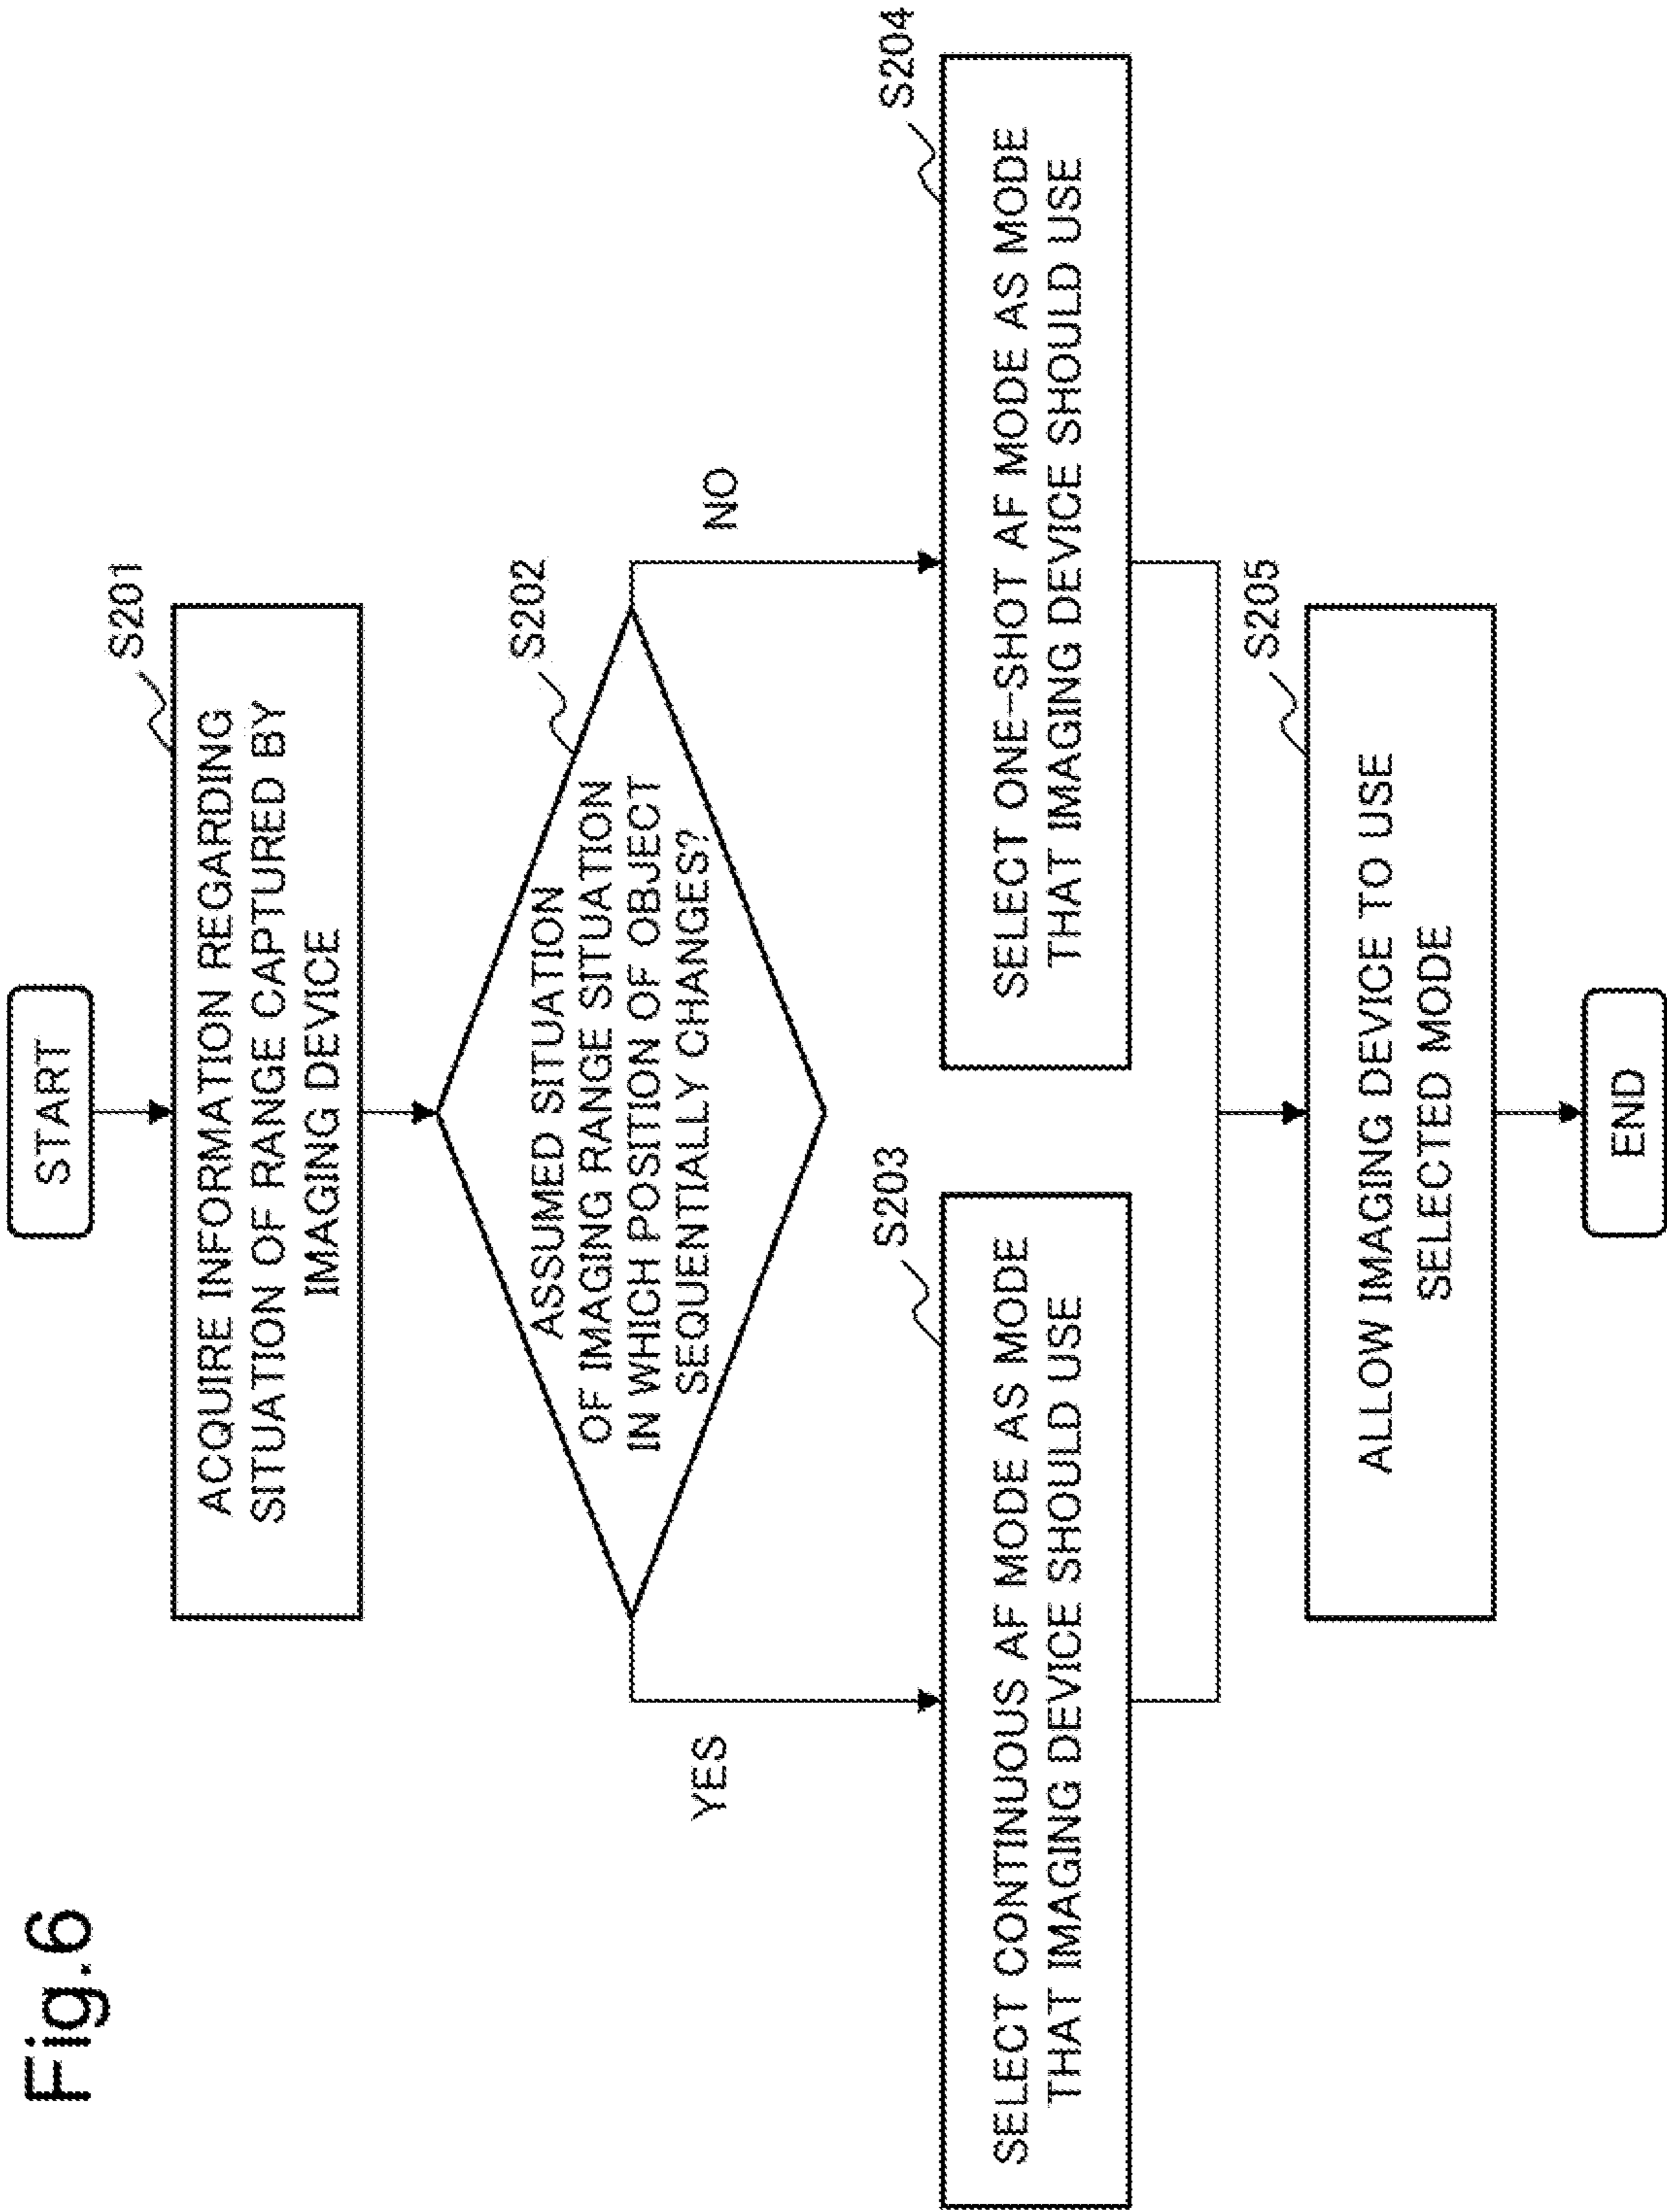 Fig.6
START
S201
ACQUIRE INFORMATION REGARDING
SITUATION OF RANGE CAPTURED BY
IMAGING DEVICE
S202
ASSUMED SITUATION
OF IMAGING RANGE SITUATION
IN WHICH POSITION OF OBJECT
SEQUENTIALLY CHANGES?
YES
NO
S203
SELECT CONTINUOUS AF MODE AS MODE
THAT IMAGING DEVICE SHOULD USE
S204
SELECT ONE-SHOT AF MODE AS MODE
THAT IMAGING DEVICE SHOULD USE
S205
ALLOW IMAGING DEVICE TO USE
SELECTED MODE
END